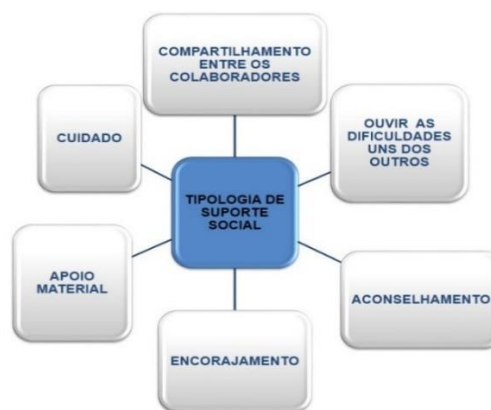 COMPARTILHAMENTO
ENTRE OS
COLABORADORES
OUVIR AS
DIFICULDADES
UNS DOS
OUTROS
ACONSELHAMENTO
ENCORAJAMENTO
APOIO
MATERIAL
CUIDADO
TIPOLOGIA DE
SUPORTE
SOCIAL